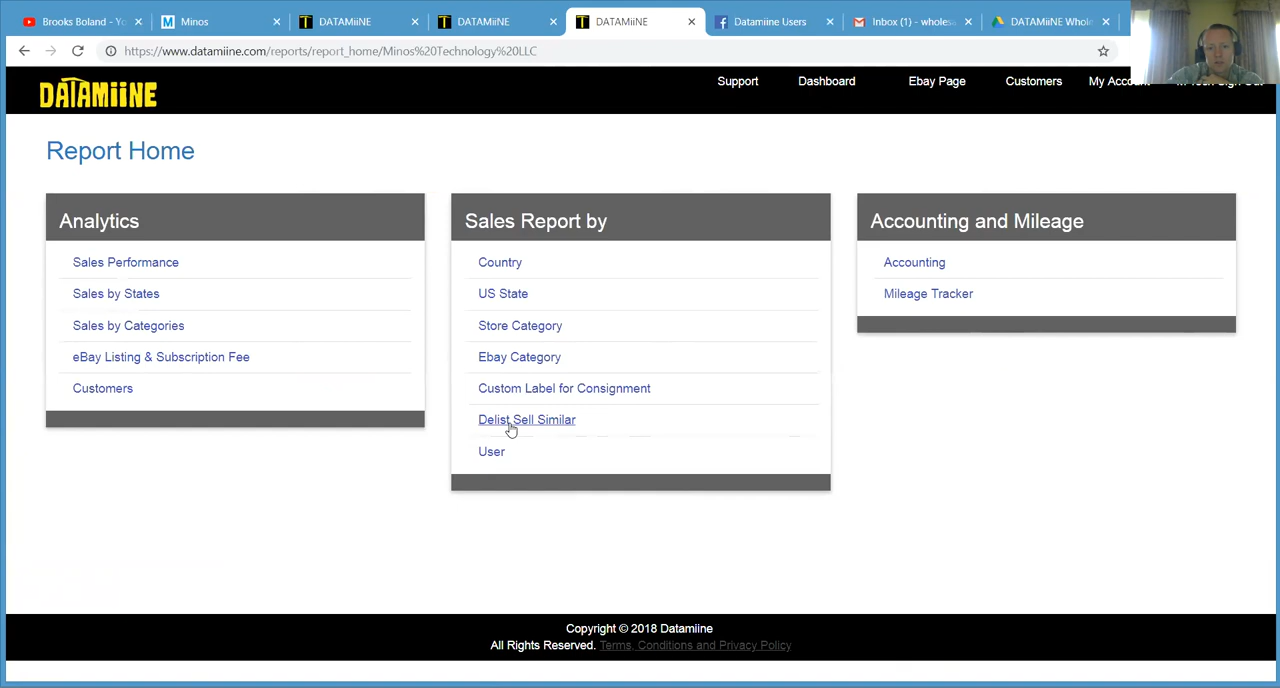 Brooks Boland - Yo
Minos
DATAMiiNE
DATAMiiNE
DATAMiiNE
Datamiine Users
Inbox (1) - wholes
DATAMiiNE Whol
https://www.datamiine.com/reports/report_home/Minos%20Technology%20LLC
DATAMiiNE
Support
Dashboard
Ebay Page
Customers
My Account
Report Home
Analytics
Sales Performance
Sales by States
Sales by Categories
eBay Listing & Subscription Fee
Customers
Sales Report by
Country
US State
Store Category
Ebay Category
Custom Label for Consignment
Delist Sell Similar
User
Accounting and Mileage
Accounting
Mileage Tracker
Copyright © 2018 Datamiine
All Rights Reserved. Terms, Conditions and Privacy Policy